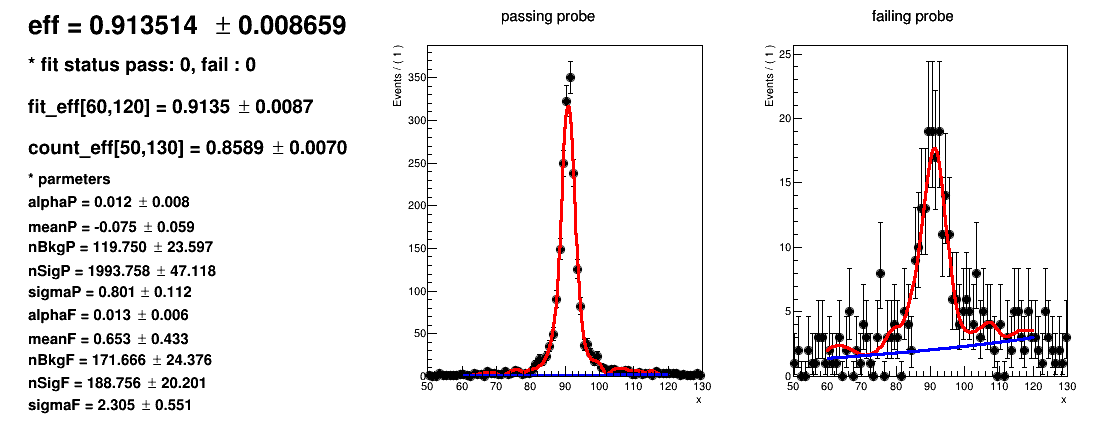 eff = 0.913514 ± 0.008659
* fit status pass: 0, fail : 0
fit_eff[60,120] = 0.9135 ± 0.0087
count_eff[50,130] = 0.8589 ± 0.0070
* parmeters
alphaP = 0.012 ± 0.008
meanP = -0.075 ± 0.059
nBkgP = 119.750 ± 23.597
nSigP = 1993.758 ± 47.118
sigmaP = 0.801 ± 0.112
alphaF = 0.013 ± 0.006
meanF = 0.653 ± 0.433
nBkgF = 171.666 ± 24.376
nSigF = 188.756 ± 20.201
sigmaF = 2.305 ± 0.551
passing probe
Events / ( 1 )
350
300
250
200
150
100
50
0
50 60 70 80 90 100 110 120 130
x
failing probe
Events / ( 1 )
25
20
15
10
5
0
50 60 70 80 90 100 110 120 130
x